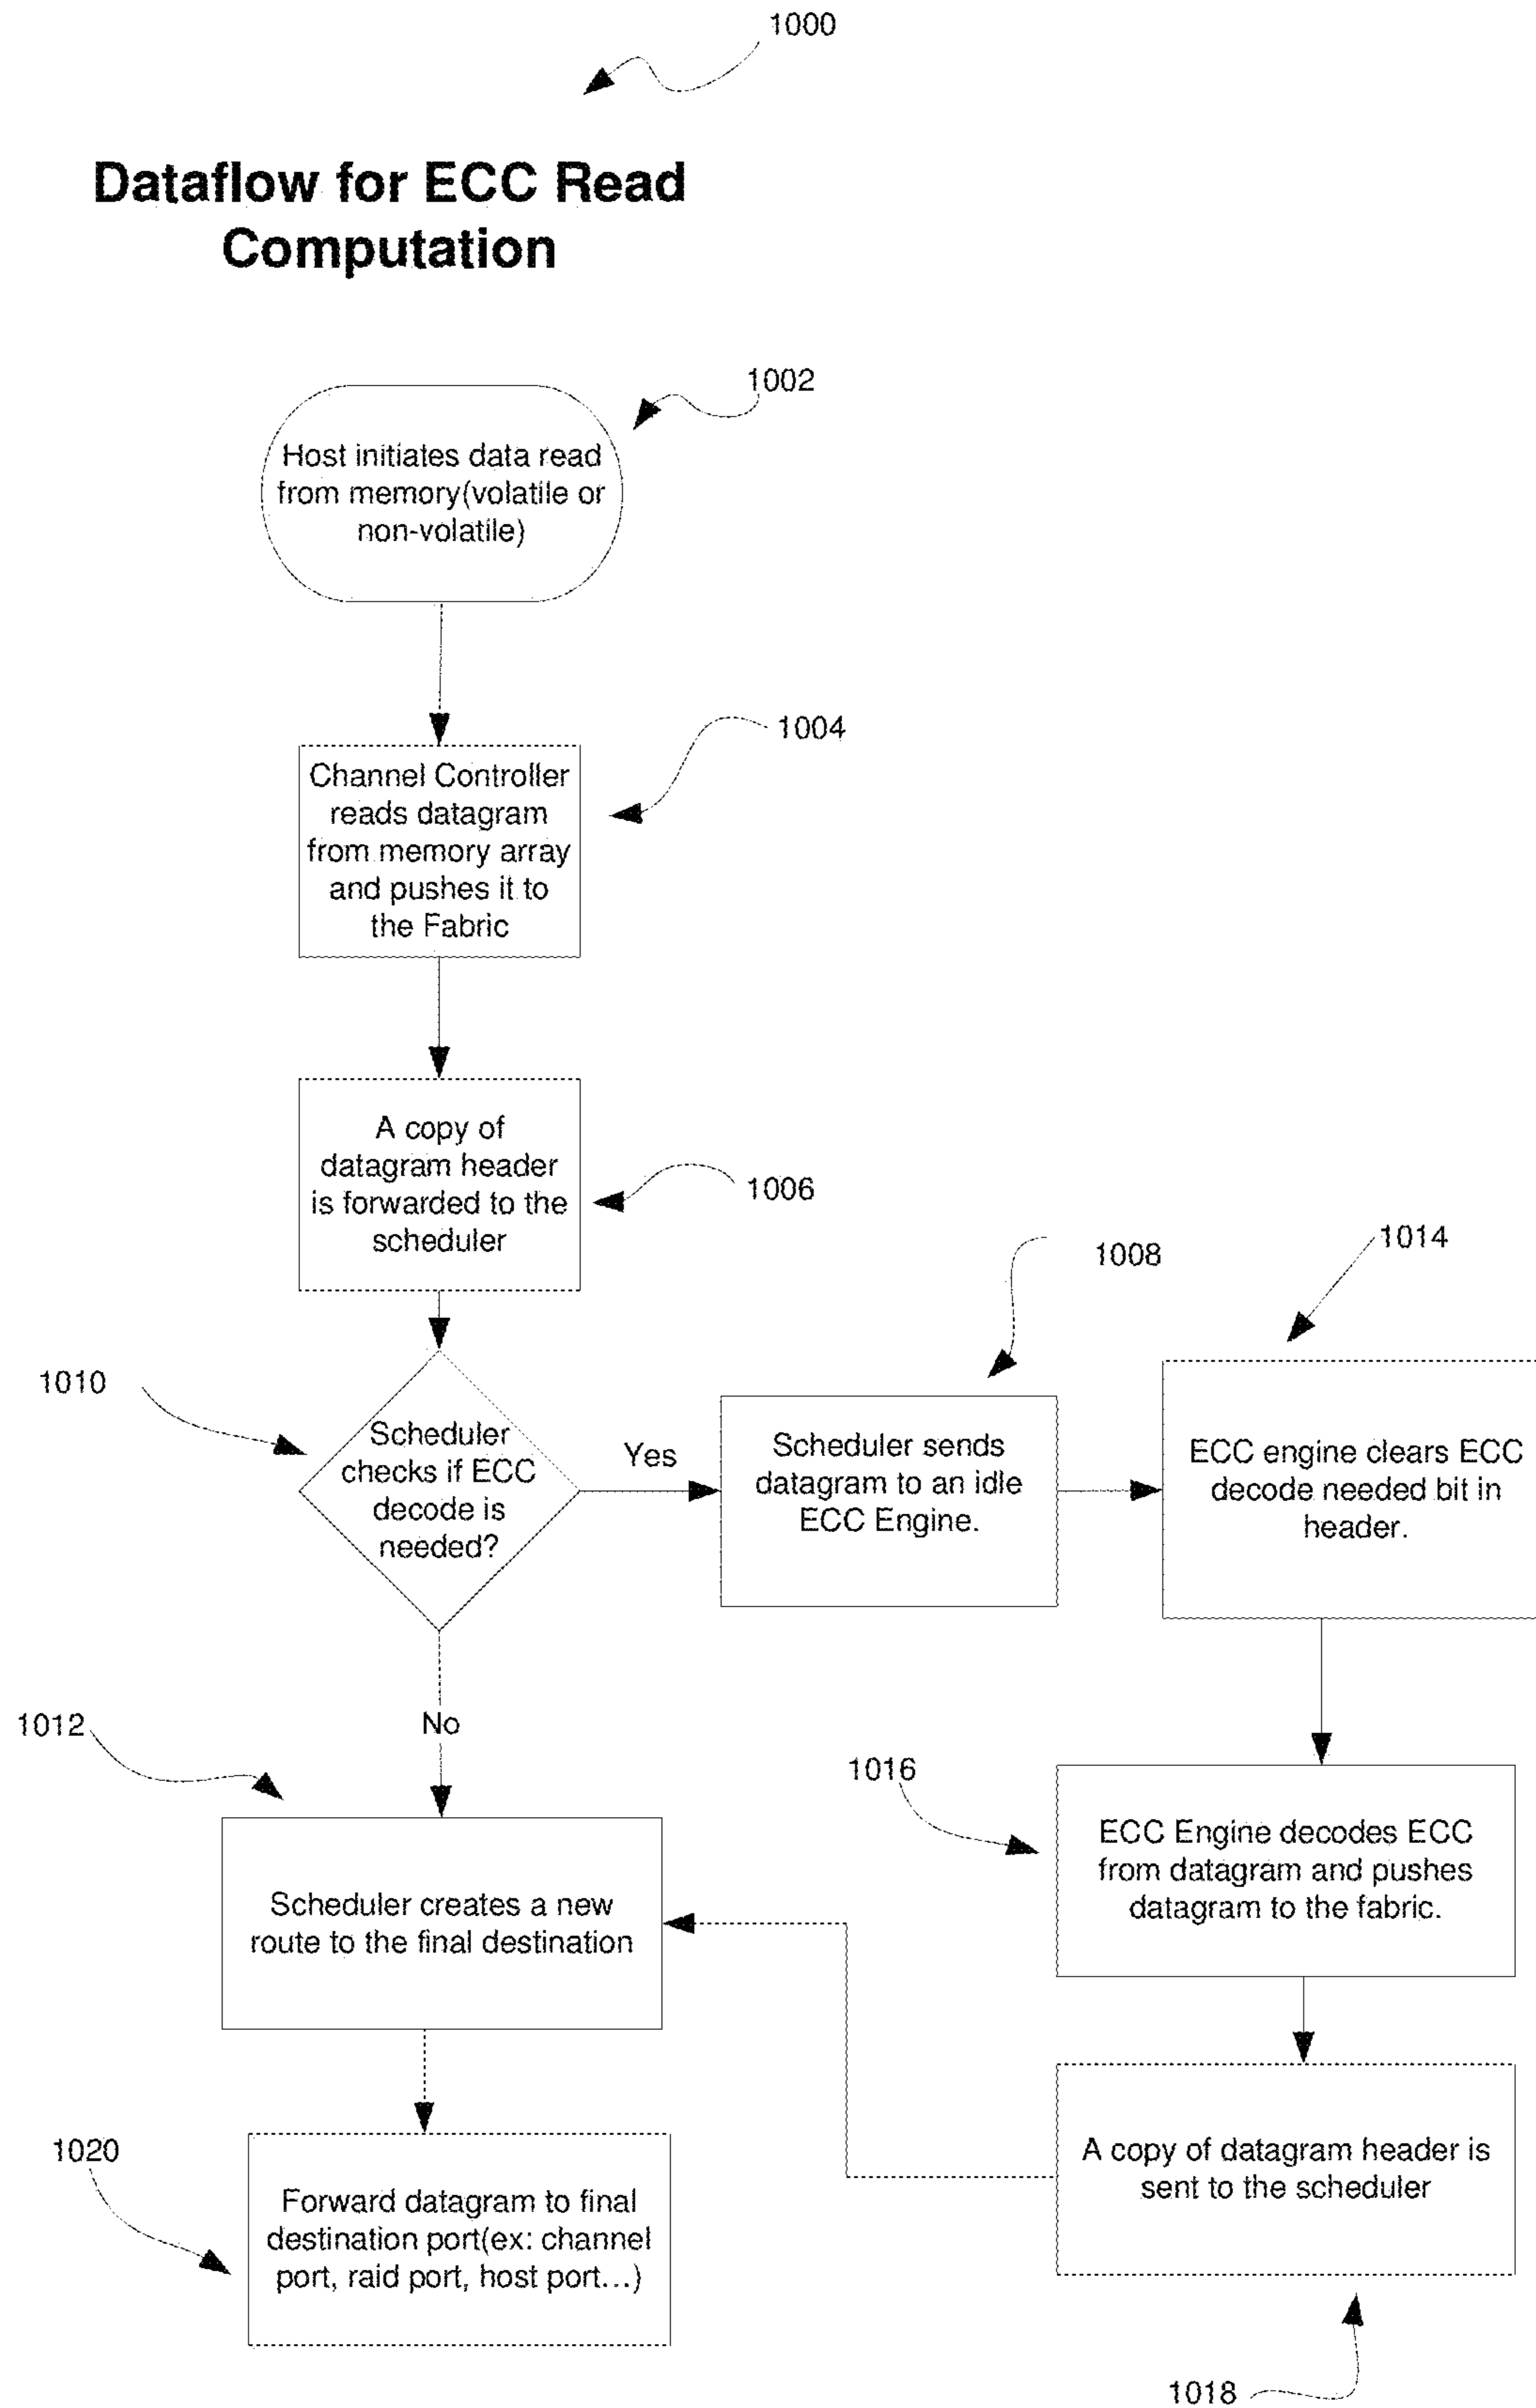 1000
Dataflow for ECC Read
Computation
1002
Host initiates data read
from memory(volatile or
non-volatile)
1004
Channel Controller
reads datagram
from memory array
and pushes it to
the Fabric
A copy of
datagram header
is forwarded to the
scheduler
1006
1008
1014
1010
Scheduler
checks if ECC
decode is
needed?
Yes
Scheduler sends
datagram to an idle
ECC Engine.
ECC engine clears ECC
decode needed bit in
header.
No
1012
1016
Scheduler creates a new
route to the final destination
ECC Engine decodes ECC
from datagram and pushes
datagram to the fabric.
1020
Forward datagram to final
destination port(ex: channel
port, raid port, host port...)
A copy of datagram header is
sent to the scheduler
1018